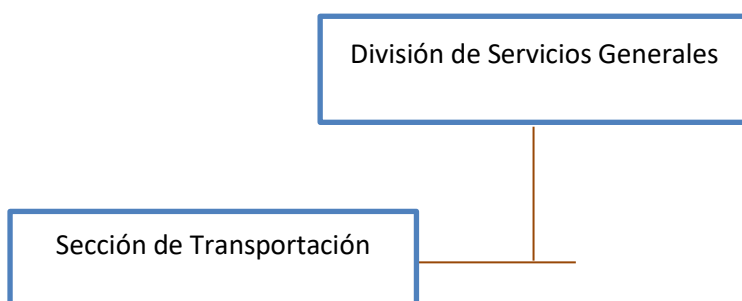 División de Servicios Generales
Sección de Transportación